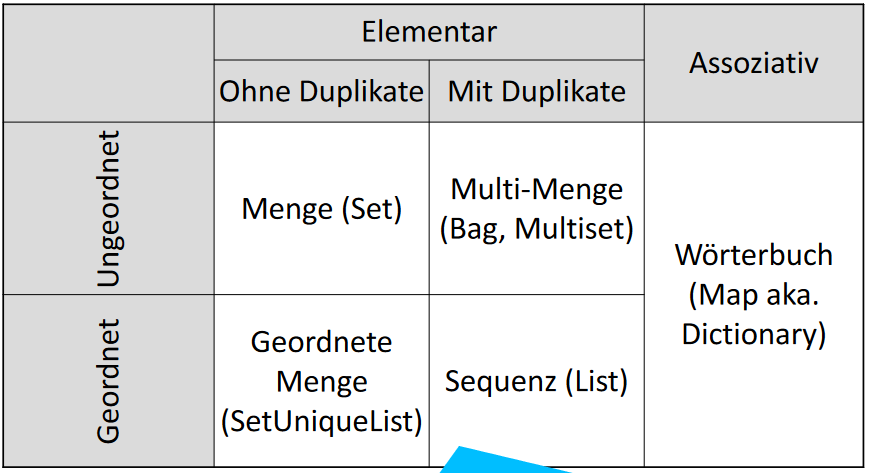 Elementar
Assoziativ
Ohne Duplikate
Mit Duplikate
Ungeordnet
Menge (Set)
Multi-Menge
(Bag, Multiset)
Wörterbuch
(Map aka.
Dictionary)
Geordnet
Geordnete
Menge
(SetUniqueList)
Sequenz (List)